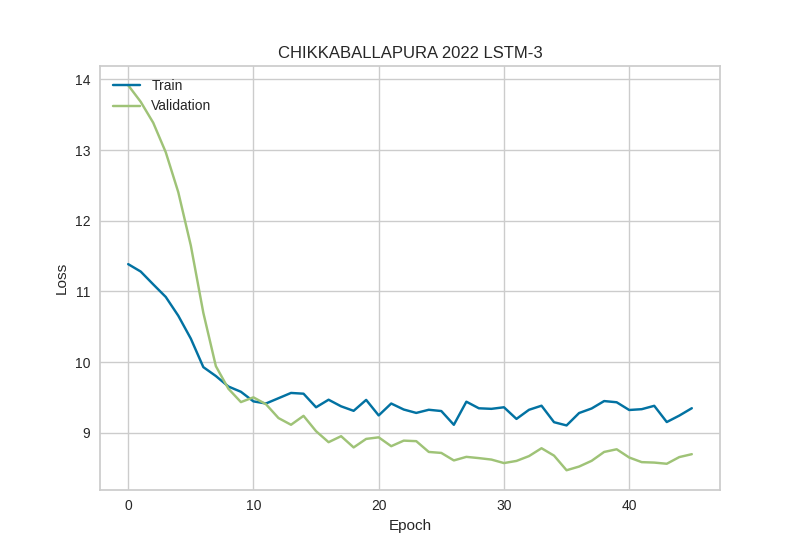 CHIKKABALLAPURA 2022 LSTM-3
Train
Validation
14
13
12
11
10
9
Loss
0 10 20 30 40
Epoch